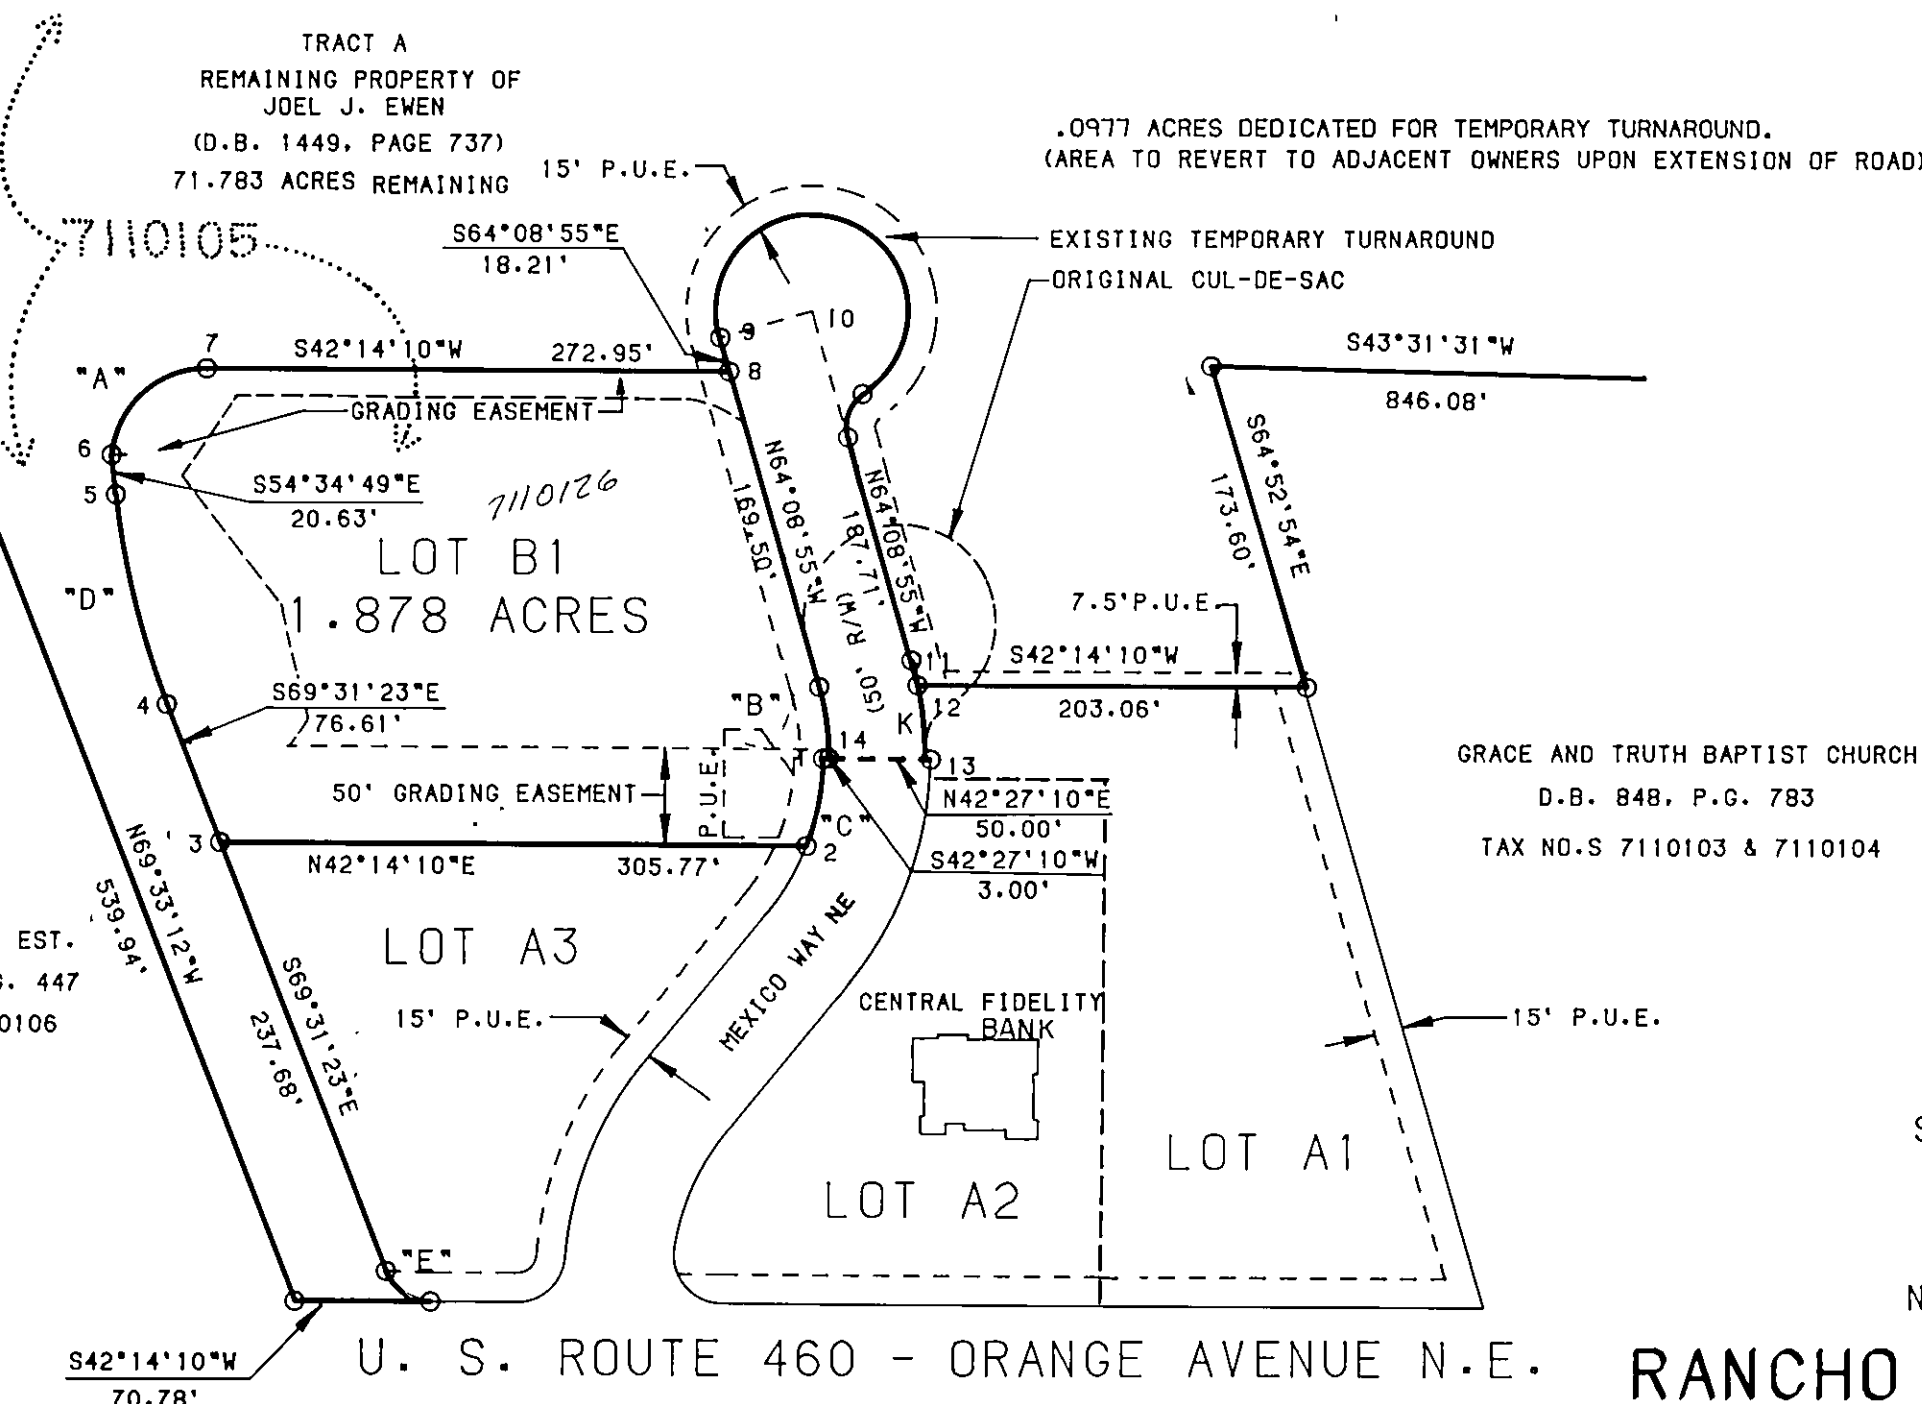 TRACT A
REMAINING PROPERTY OF
JOEL J. EWEN
(D.B. 1449, PAGE 737)
71.783 ACRES REMAINING
15' P.U.E.
.0977 ACRES DEDICATED FOR TEMPORARY TURNAROUND.
(AREA TO REVERT TO ADJACENT OWNERS UPON EXTENSION OF ROAD)
7110105
S64°08'55"E
18.21'
EXISTING TEMPORARY TURNAROUND
ORIGINAL CUL-DE-SAC
9
10
7
S42°14'10"W
272.95'
8
"A"
GRADING EASEMENT
S43°31'31"W
846.08'
6
5
S54°34'49"E
20.63'
7110126
N64°08'55"W
169.50'
N64°08'55"W
187.71'
(50' R/W)
S64°52'54"E
173.60'
LOT B1
1.878 ACRES
"D"
7.5'P.U.E.
11
S42°14'10"W
203.06'
12
4
S69°31'23"E
76.61'
"B"
K
14
13
1
50' GRADING EASEMENT
P.U.E.
N42°27'10"E
50.00'
S42°27'10"W
3.00'
"C"
2
3
N42°14'10"E
305.77'
GRACE AND TRUTH BAPTIST CHURCH
D.B. 848, P.G. 783
TAX NO.S 7110103 & 7110104
N69°33'12"W
539.94'
EST.
. 447
0106
LOT A3
S69°31'23"E
237.68'
15' P.U.E.
MEXICO WAY NE
CENTRAL FIDELITY
BANK
15' P.U.E.
LOT A1
LOT A2
S
"E"
N
S42°14'10"W
70.78'
U. S. ROUTE 460 - ORANGE AVENUE N.E.
RANCHO